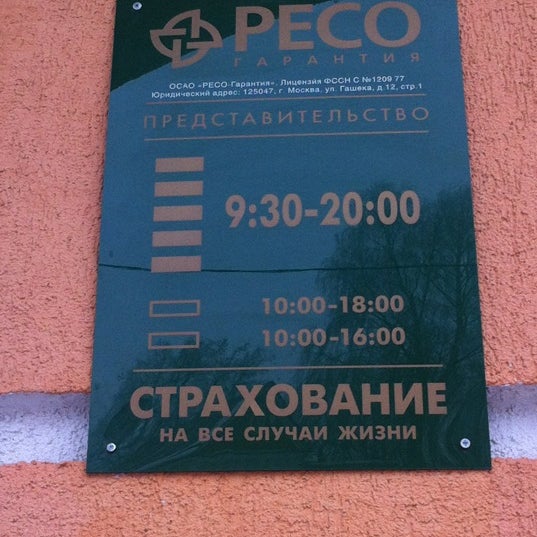 РЕСО
ГАРАНТИЯ
ОСАО «РЕСО-Гарантия». Лицензия ФССН С №1209 77
Юридический адрес: 125047, г. Москва, ул. Гашека, д.12, стр.1
ПРЕДСТАВИТЕЛЬСТВО
9:30-20:00
10:00-18:00
10:00-16:00
СТРАХОВАНИЕ
НА ВСЕ СЛУЧАИ ЖИЗНИ